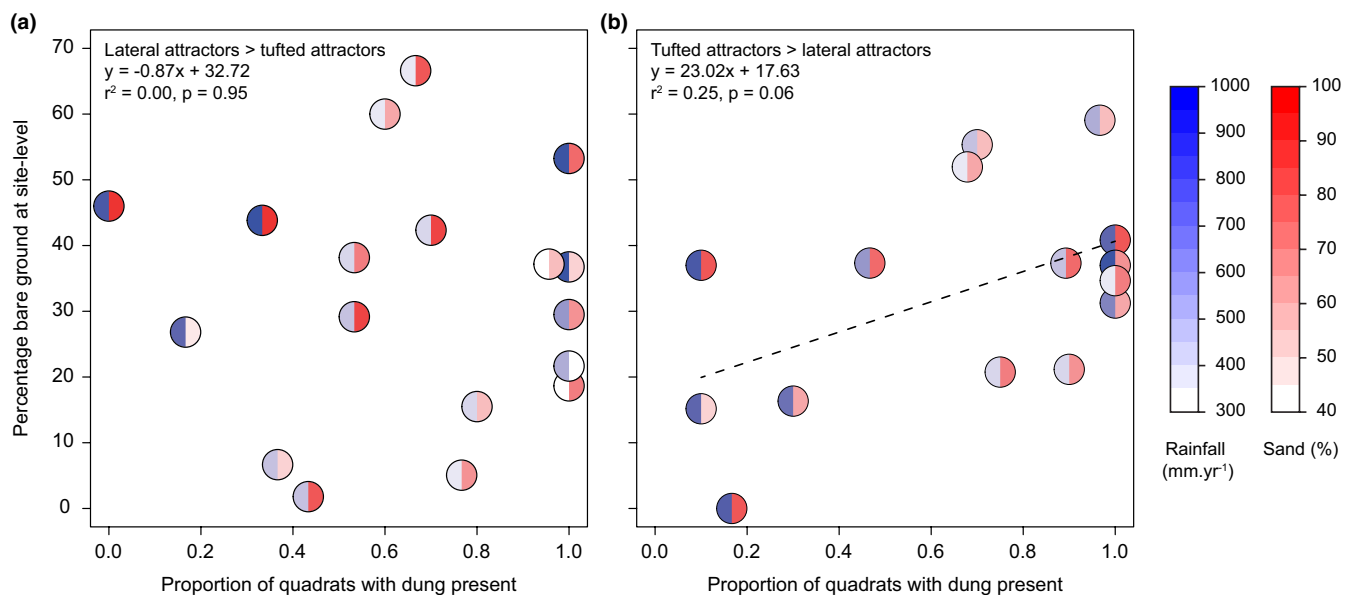 (a)
Lateral attractors > tufted attractors
y = -0.87x + 32.72
r² = 0.00, p = 0.95
70
60
50
40
30
20
10
0
Percentage bare ground at site-level
0.0 0.2 0.4 0.6 0.8 1.0
Proportion of quadrats with dung present
(b)
Tufted attractors > lateral attractors
y = 23.02x + 17.63
r² = 0.25, p = 0.06
0.0 0.2 0.4 0.6 0.8 1.0
Proportion of quadrats with dung present
1000
900
800
700
600
500
400
300
Rainfall
(mm.yr⁻¹)
100
90
80
70
60
50
40
Sand (%)